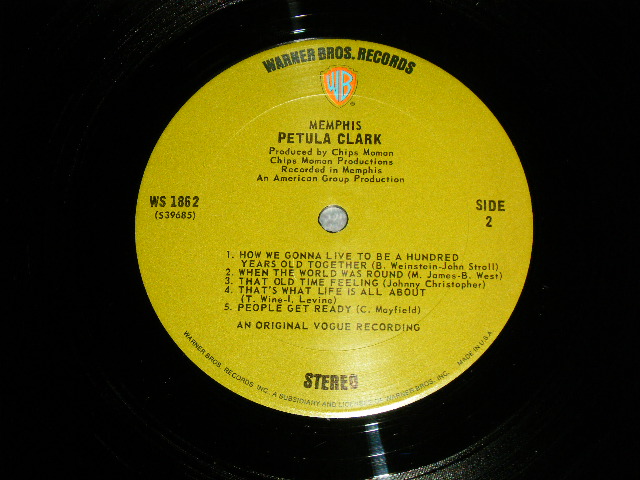 WARNER BROS. RECORDS
WB
®
MEMPHIS
PETULA CLARK
Produced by Chips Moman
Chips Moman Productions
Recorded in Memphis
An American Group Production
WS 1862
(S39685)
SIDE
2
1. HOW WE GONNA LIVE TO BE A HUNDRED
YEARS OLD TOGETHER (B. Weinstein-John Stroll)
2. WHEN THE WORLD WAS ROUND (M. James-B. West)
3. THAT OLD TIME FEELING (Johnny Christopher)
4. THAT'S WHAT LIFE IS ALL ABOUT
(T. Wine-I. Levine)
5. PEOPLE GET READY (C. Mayfield)
AN ORIGINAL VOGUE RECORDING
STEREO
WARNER BROS. RECORDS INC. A SUBSIDIARY AND LICENSEE OF WARNER BROS. INC. MADE IN U.S.A.